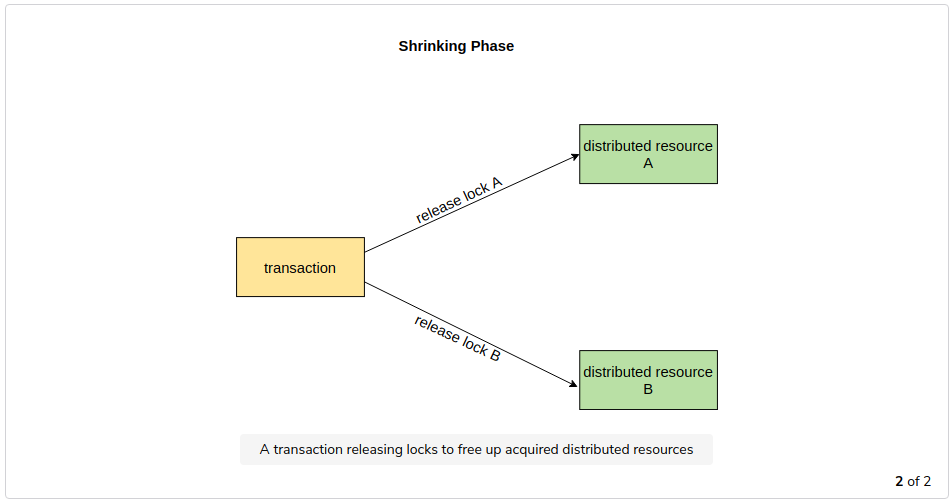 Shrinking Phase
distributed resource
A
release lock A
transaction
release lock B
distributed resource
B
A transaction releasing locks to free up acquired distributed resources
2 of 2